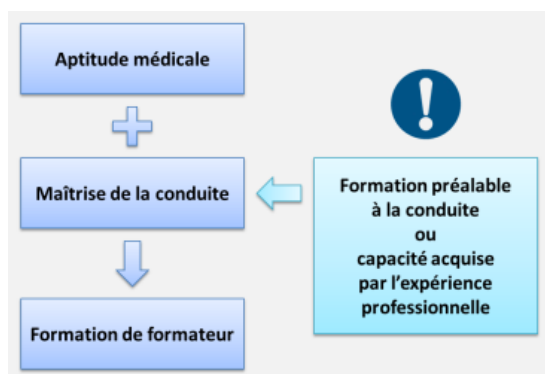 Aptitude médicale
Maîtrise de la conduite
Formation de formateur
Formation préalable
à la conduite
ou
capacité acquise
par l'expérience
professionnelle